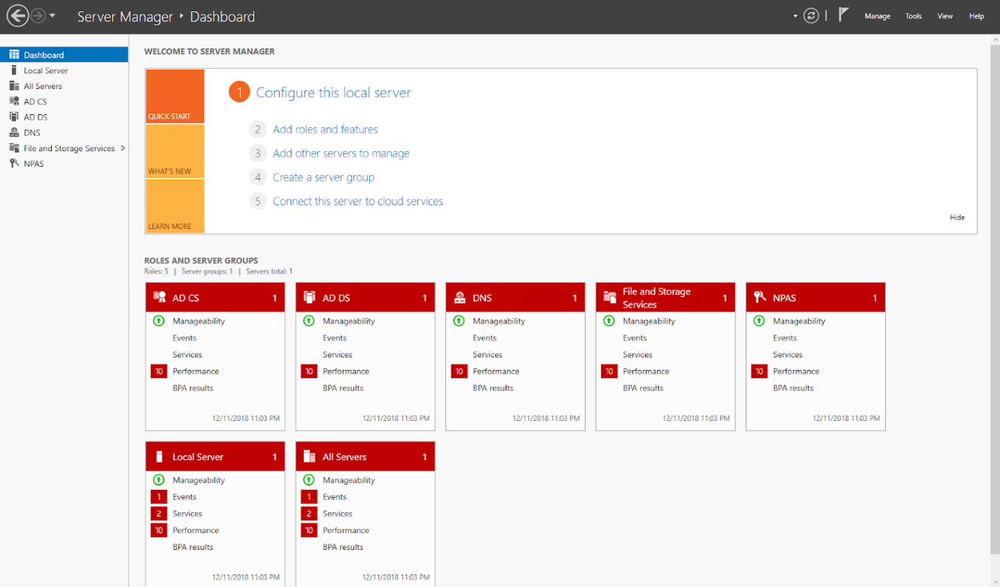 Server Manager ‣ Dashboard
Manage Tools View Help
Dashboard
Local Server
All Servers
AD CS
AD DS
DNS
File and Storage Services
NPAS
WELCOME TO SERVER MANAGER
QUICK START
WHAT'S NEW
LEARN MORE
1 Configure this local server
2 Add roles and features
3 Add other servers to manage
4 Create a server group
5 Connect this server to cloud services
Hide
ROLES AND SERVER GROUPS
Roles: 5 | Server groups: 1 | Servers total: 1
AD CS 1
Manageability
Events
Services
10 Performance
BPA results
12/11/2018 11:03 PM
AD DS 1
Manageability
Events
Services
10 Performance
BPA results
12/11/2018 11:03 PM
DNS 1
Manageability
Events
Services
10 Performance
BPA results
12/11/2018 11:03 PM
File and Storage
Services 1
Manageability
Events
Services
10 Performance
BPA results
12/11/2018 11:03 PM
NPAS 1
Manageability
Events
Services
10 Performance
BPA results
12/11/2018 11:03 PM
Local Server 1
Manageability
1 Events
2 Services
10 Performance
BPA results
12/11/2018 11:03 PM
All Servers 1
Manageability
1 Events
2 Services
10 Performance
BPA results
12/11/2018 11:03 PM